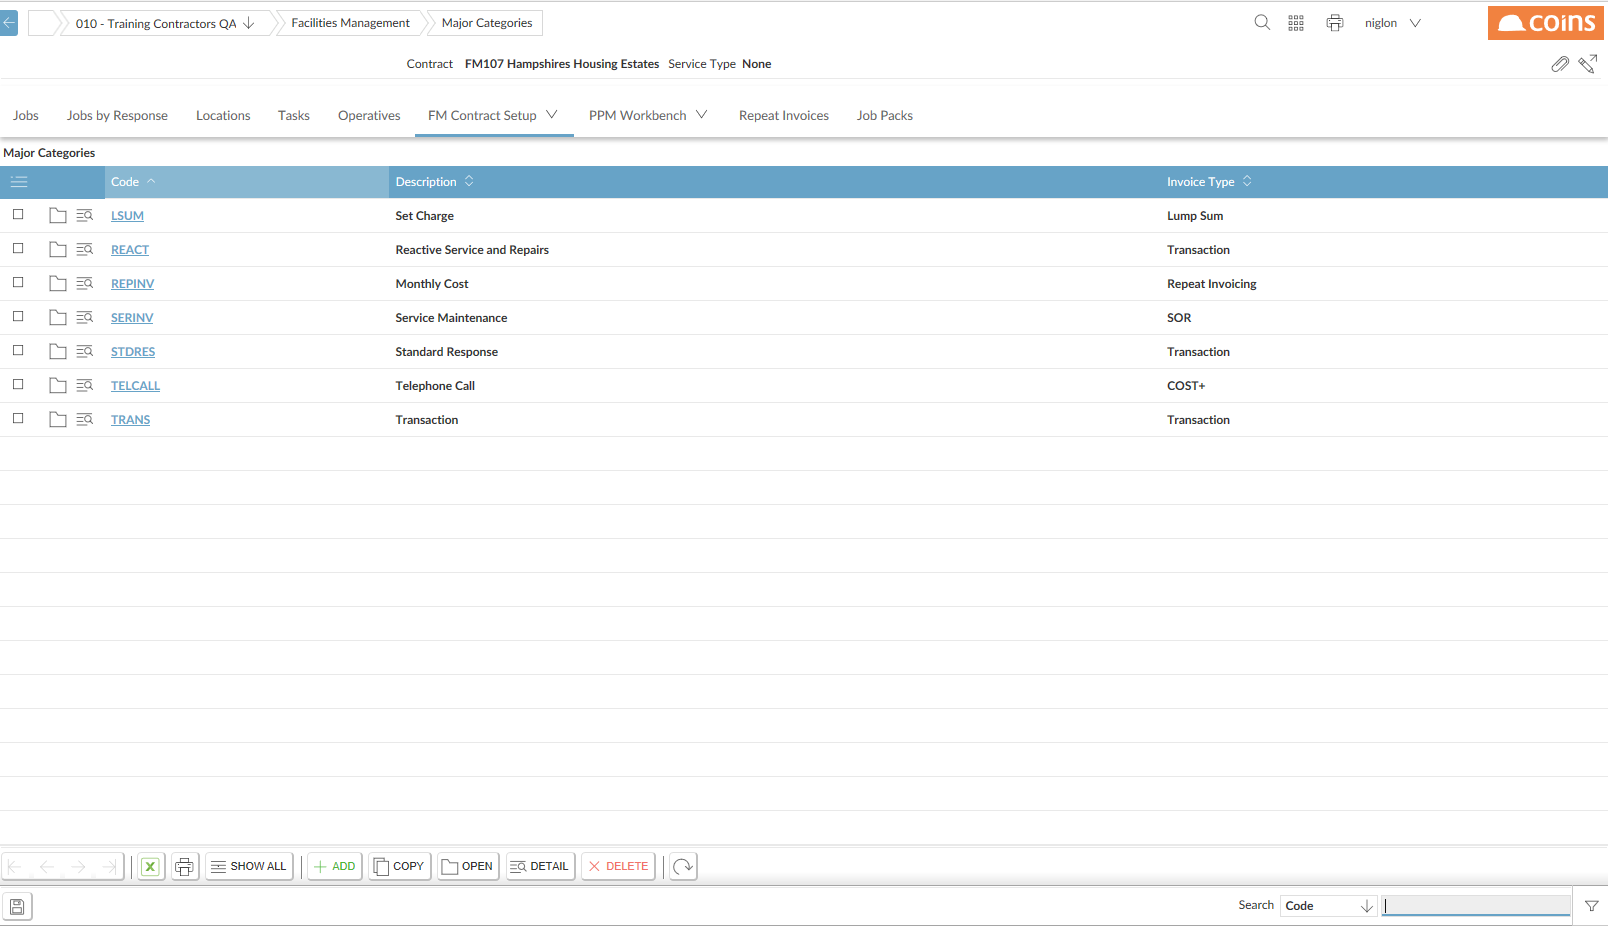 010 - Training Contractors QA Facilities Management Major Categories niglon coins
Contract FM107 Hampshires Housing Estates Service Type None
Jobs Jobs by Response Locations Tasks Operatives FM Contract Setup PPM Workbench Repeat Invoices Job Packs
Major Categories
Code Description Invoice Type
LSUM Set Charge Lump Sum
REACT Reactive Service and Repairs Transaction
REPINV Monthly Cost Repeat Invoicing
SERINV Service Maintenance SOR
STDRES Standard Response Transaction
TELCALL Telephone Call COST+
TRANS Transaction Transaction
SHOW ALL ADD COPY OPEN DETAIL DELETE
Search Code